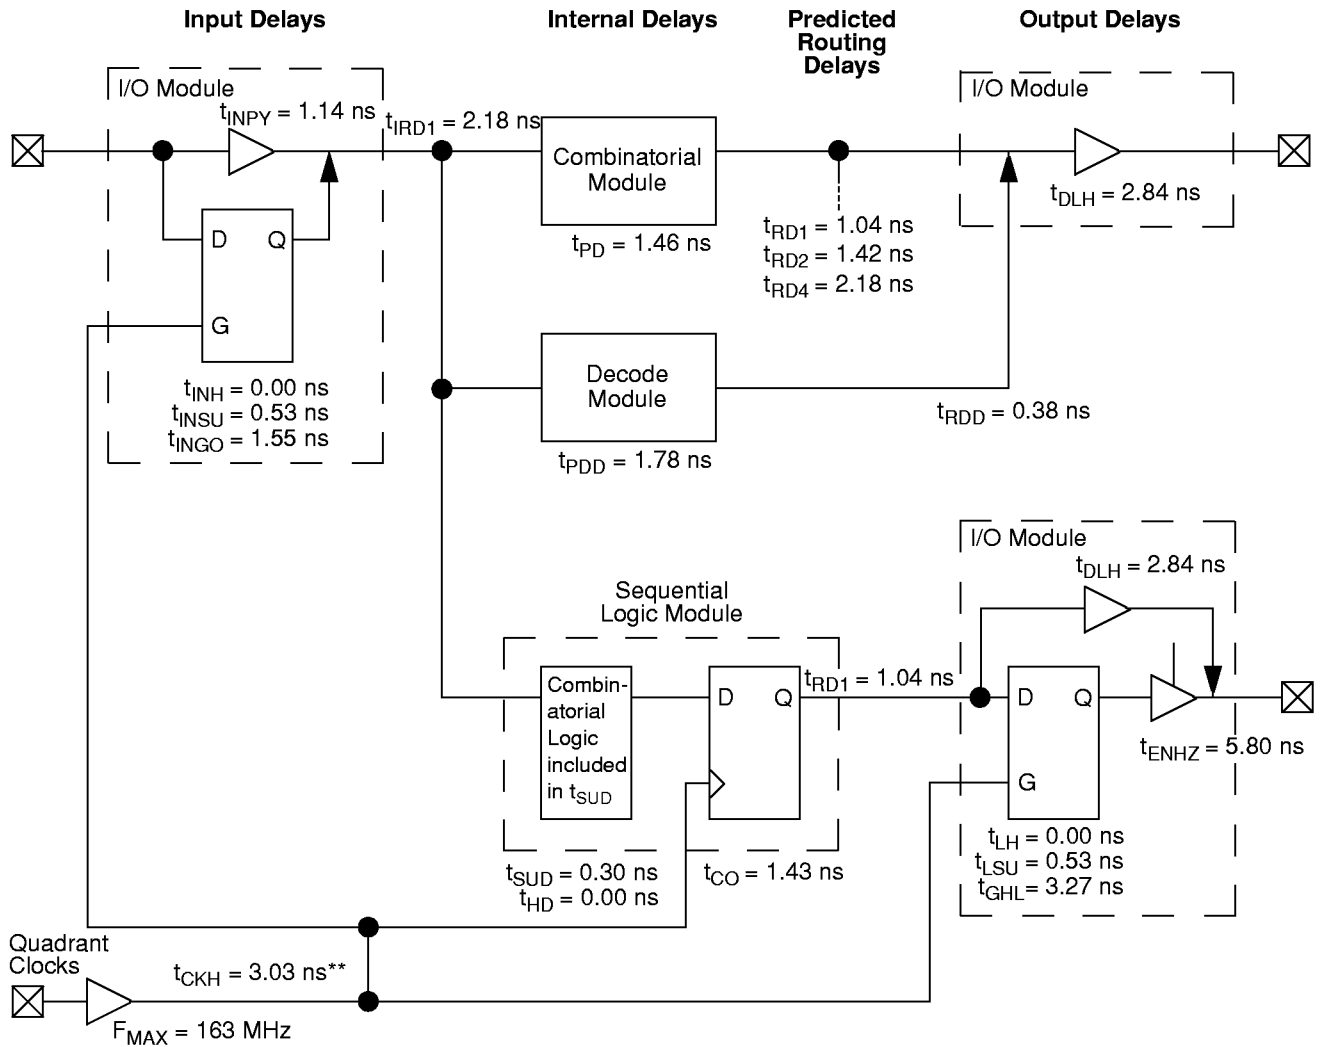 Input Delays
Internal Delays
Predicted
Routing
Delays
Output Delays
I/O Module
tINPY = 1.14 ns
tIRD1 = 2.18 ns
Combinatorial
Module
tPD = 1.46 ns
tRD1 = 1.04 ns
tRD2 = 1.42 ns
tRD4 = 2.18 ns
I/O Module
tDLH = 2.84 ns
D
Q
G
tINH = 0.00 ns
tINSU = 0.53 ns
tINGO = 1.55 ns
Decode
Module
tPDD = 1.78 ns
tRDD = 0.38 ns
Sequential
Logic Module
Combin-
atorial
Logic
included
in tSUD
D
Q
tSUD = 0.30 ns
tHD = 0.00 ns
tCO = 1.43 ns
tRD1 = 1.04 ns
I/O Module
tDLH = 2.84 ns
D
Q
G
tENHZ = 5.80 ns
tLH = 0.00 ns
tLSU = 0.53 ns
tGHL= 3.27 ns
Quadrant
Clocks
tCKH = 3.03 ns**
FMAX = 163 MHz